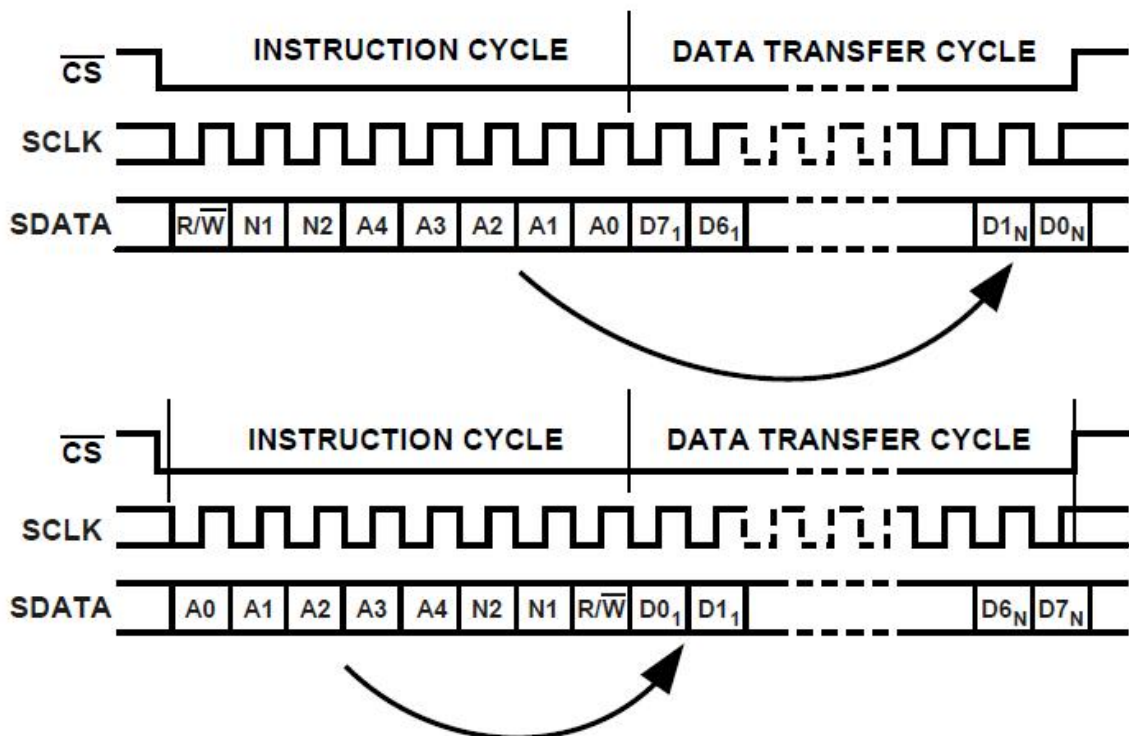 INSTRUCTION CYCLE DATA TRANSFER CYCLE
CS
SCLK
SDATA R/W N1 N2 A4 A3 A2 A1 A0 D7₁ D6₁ D1N D0N
INSTRUCTION CYCLE DATA TRANSFER CYCLE
CS
SCLK
SDATA A0 A1 A2 A3 A4 N2 N1 R/W D0₁ D1₁ D6N D7N